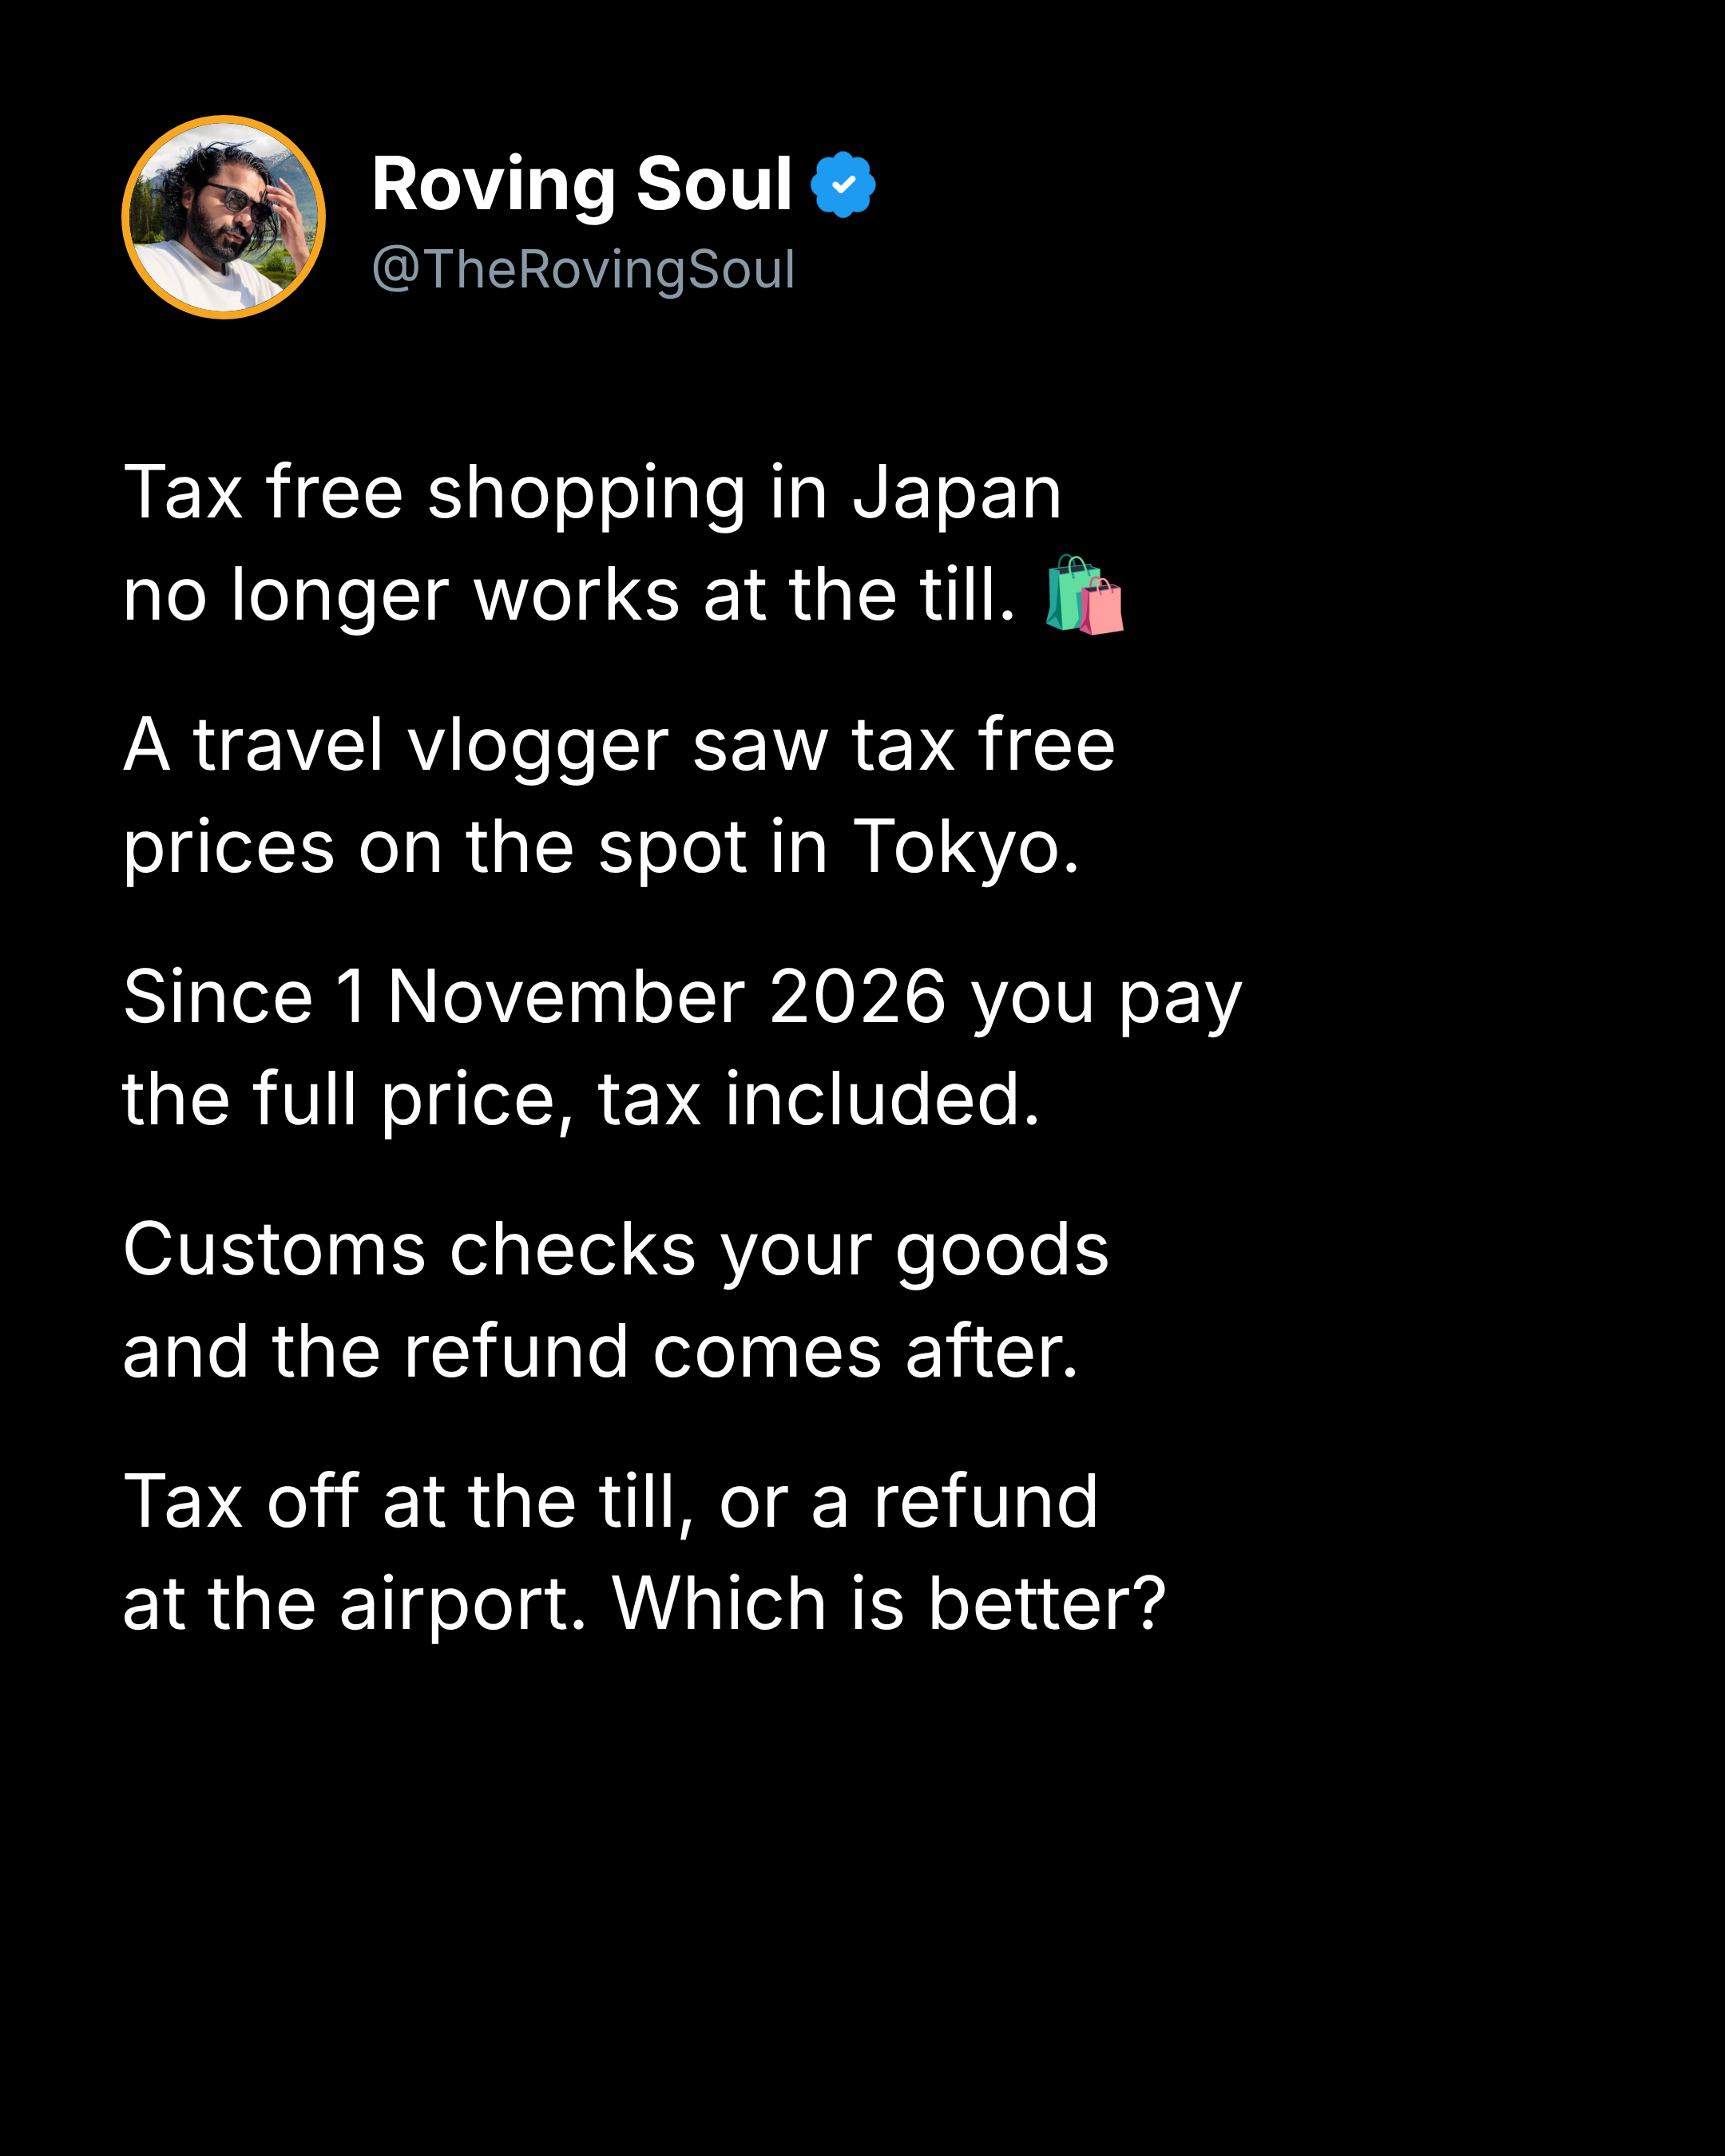 Roving Soul
@TheRovingSoul
Tax free shopping in Japan
no longer works at the till. 🛍️
A travel vlogger saw tax free
prices on the spot in Tokyo.
Since 1 November 2026 you pay
the full price, tax included.
Customs checks your goods
and the refund comes after.
Tax off at the till, or a refund
at the airport. Which is better?